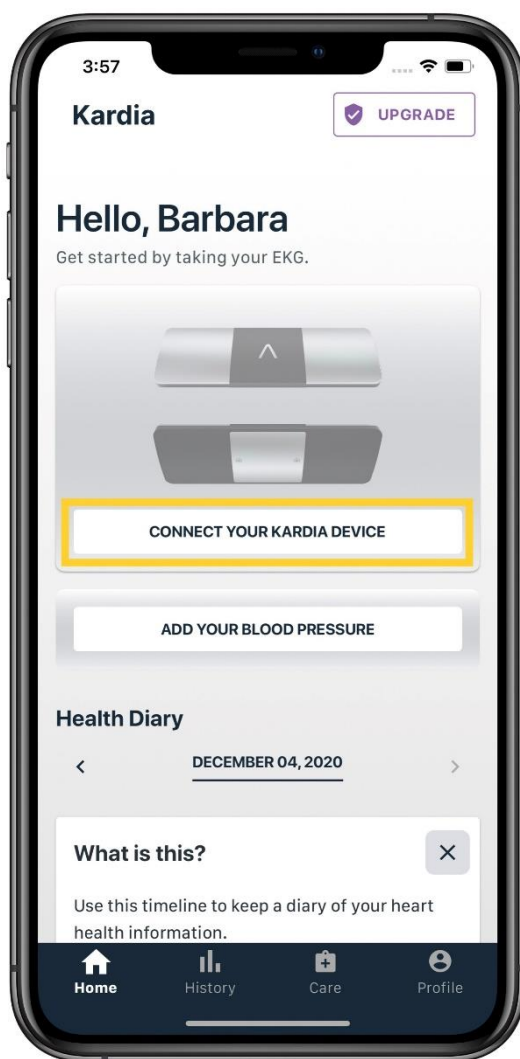 3:57
Kardia
UPGRADE
Hello, Barbara
Get started by taking your EKG.
CONNECT YOUR KARDIA DEVICE
ADD YOUR BLOOD PRESSURE
Health Diary
DECEMBER 04, 2020
What is this?
Use this timeline to keep a diary of your heart
health information.
Home
History
Care
Profile